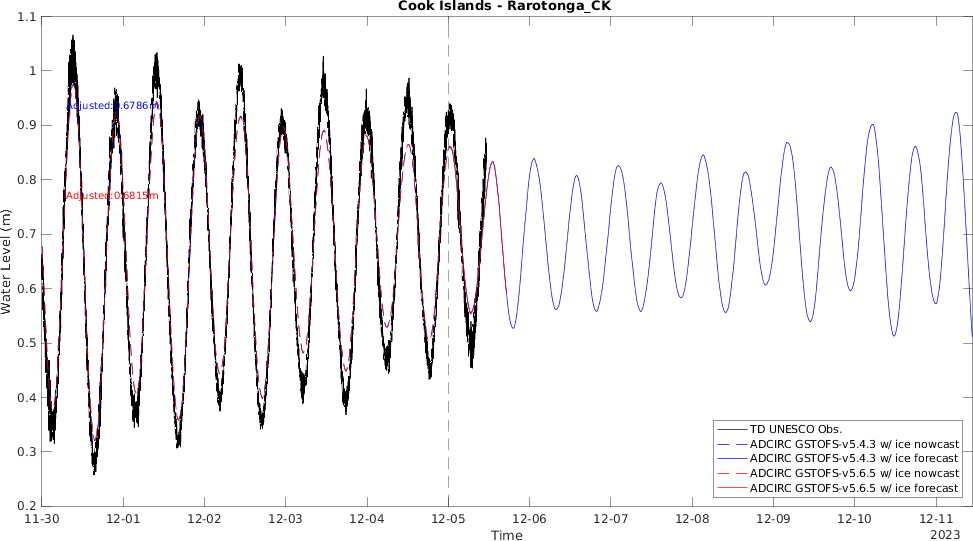 Cook Islands - Rarotonga_CK
1.1
1
0.9
0.8
0.7
0.6
0.5
0.4
0.3
0.2
Water Level (m)
Adjusted:0.6786m
Adjusted:0.6815m
TD UNESCO Obs.
ADCIRC GSTOFS-v5.4.3 w/ ice nowcast
ADCIRC GSTOFS-v5.4.3 w/ ice forecast
ADCIRC GSTOFS-v5.6.5 w/ ice nowcast
ADCIRC GSTOFS-v5.6.5 w/ ice forecast
11-30 12-01 12-02 12-03 12-04 12-05 12-06 12-07 12-08 12-09 12-10 12-11
Time
2023